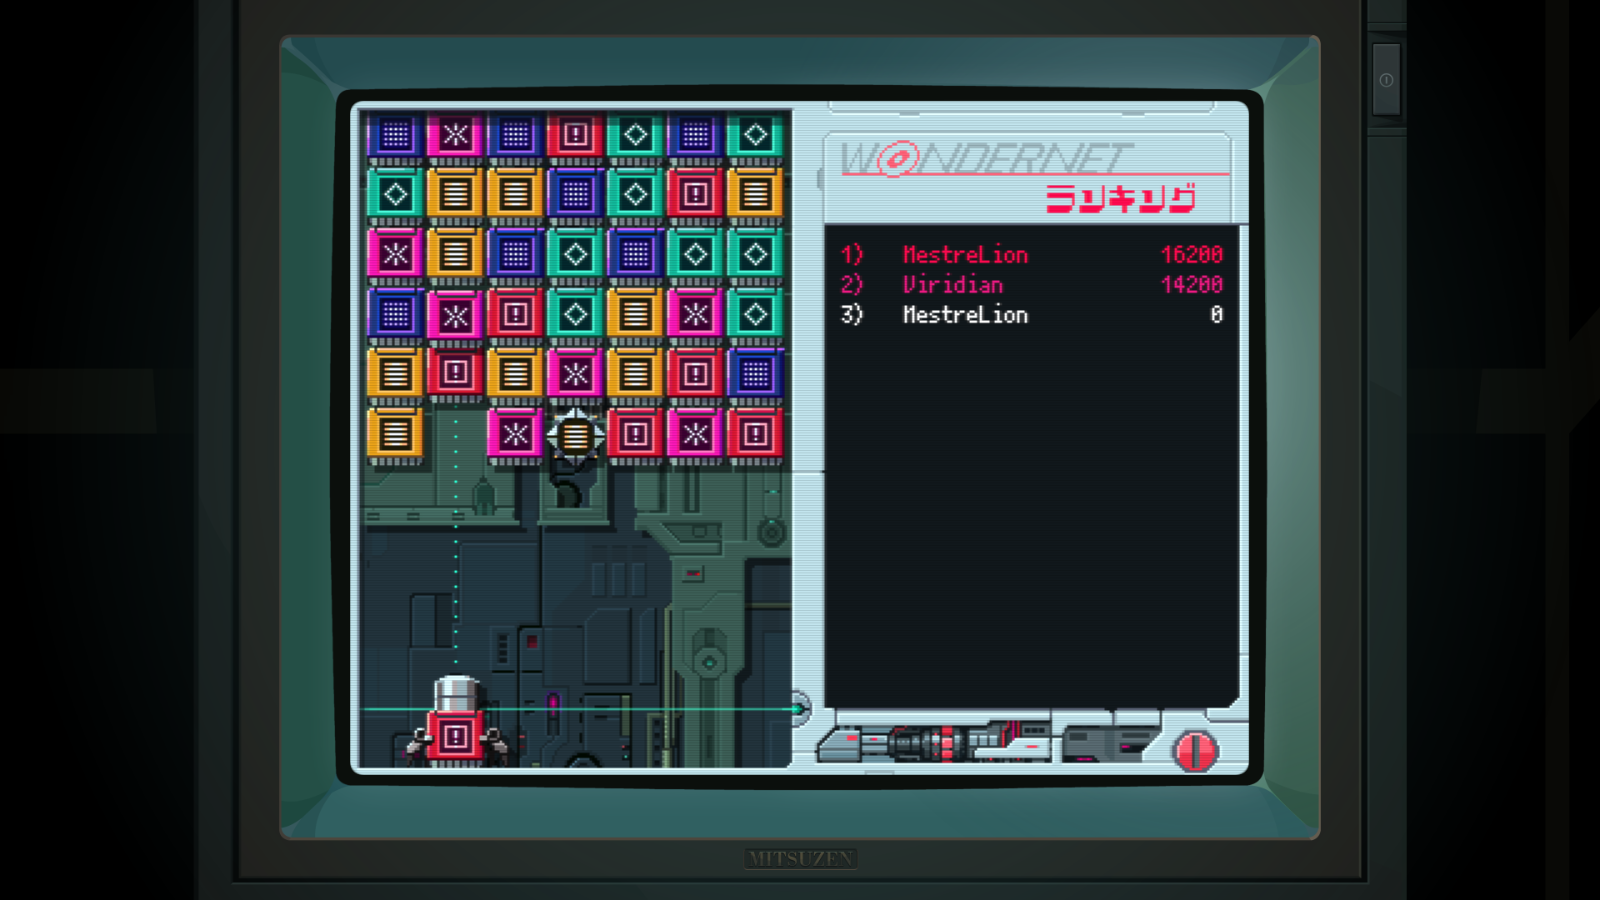 WONDERNET
ランキング
1) MestreLion 16200
2) Viridian 14200
3) MestreLion 0
MITSUZEN